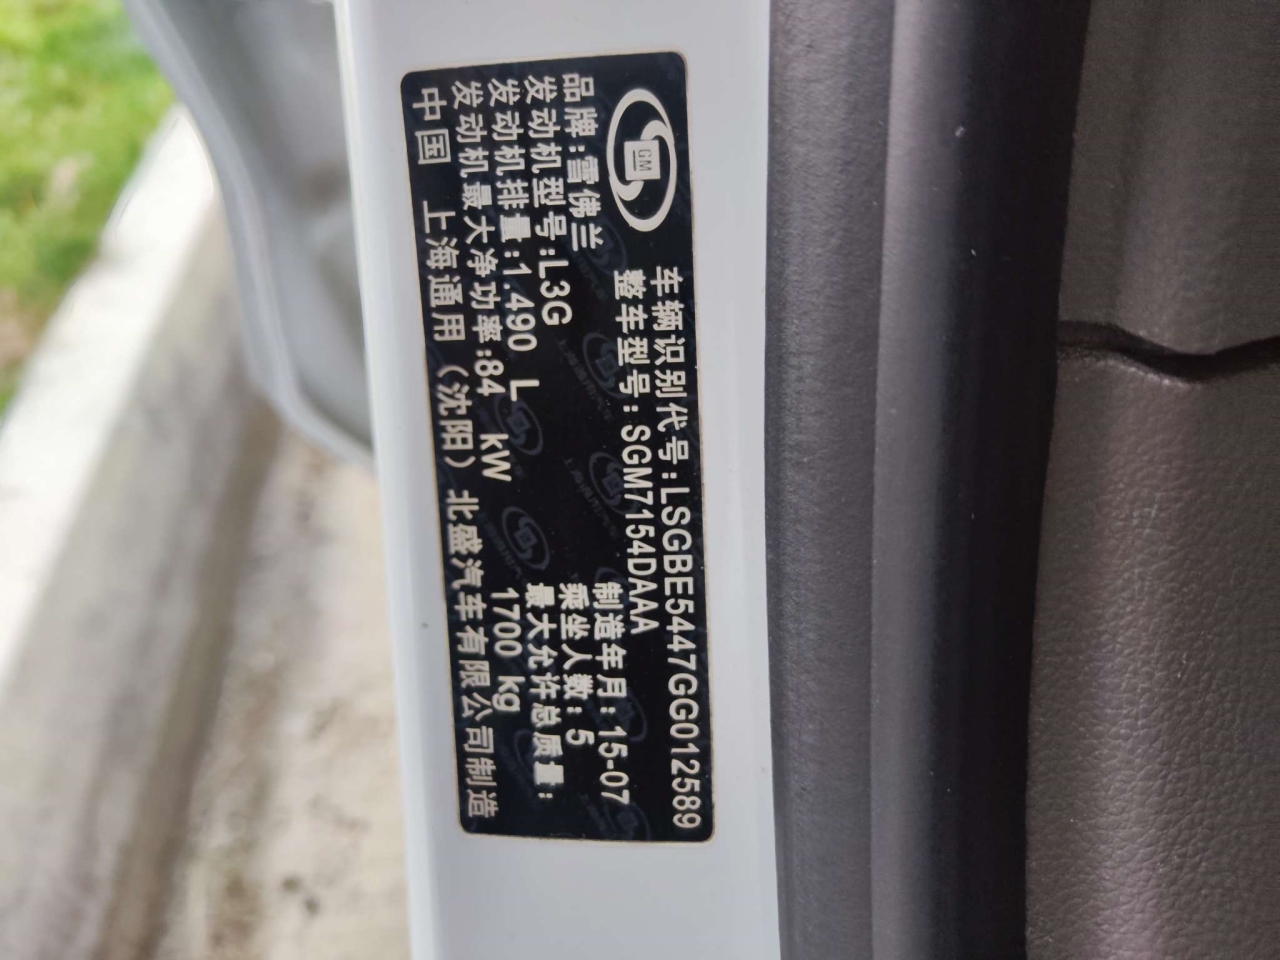 GM
车辆识别代号:LSGBE5447GG012589
整车型号:SGM7154DAAA
品牌:雪佛兰
制造年月: 15-07
发动机型号:L3G
乘坐人数: 5
发动机排量:1.490 L
最大允许总质量:
发动机最大净功率:84 kW
1700 kg
中国 上海通用（沈阳）北盛汽车有限公司制造